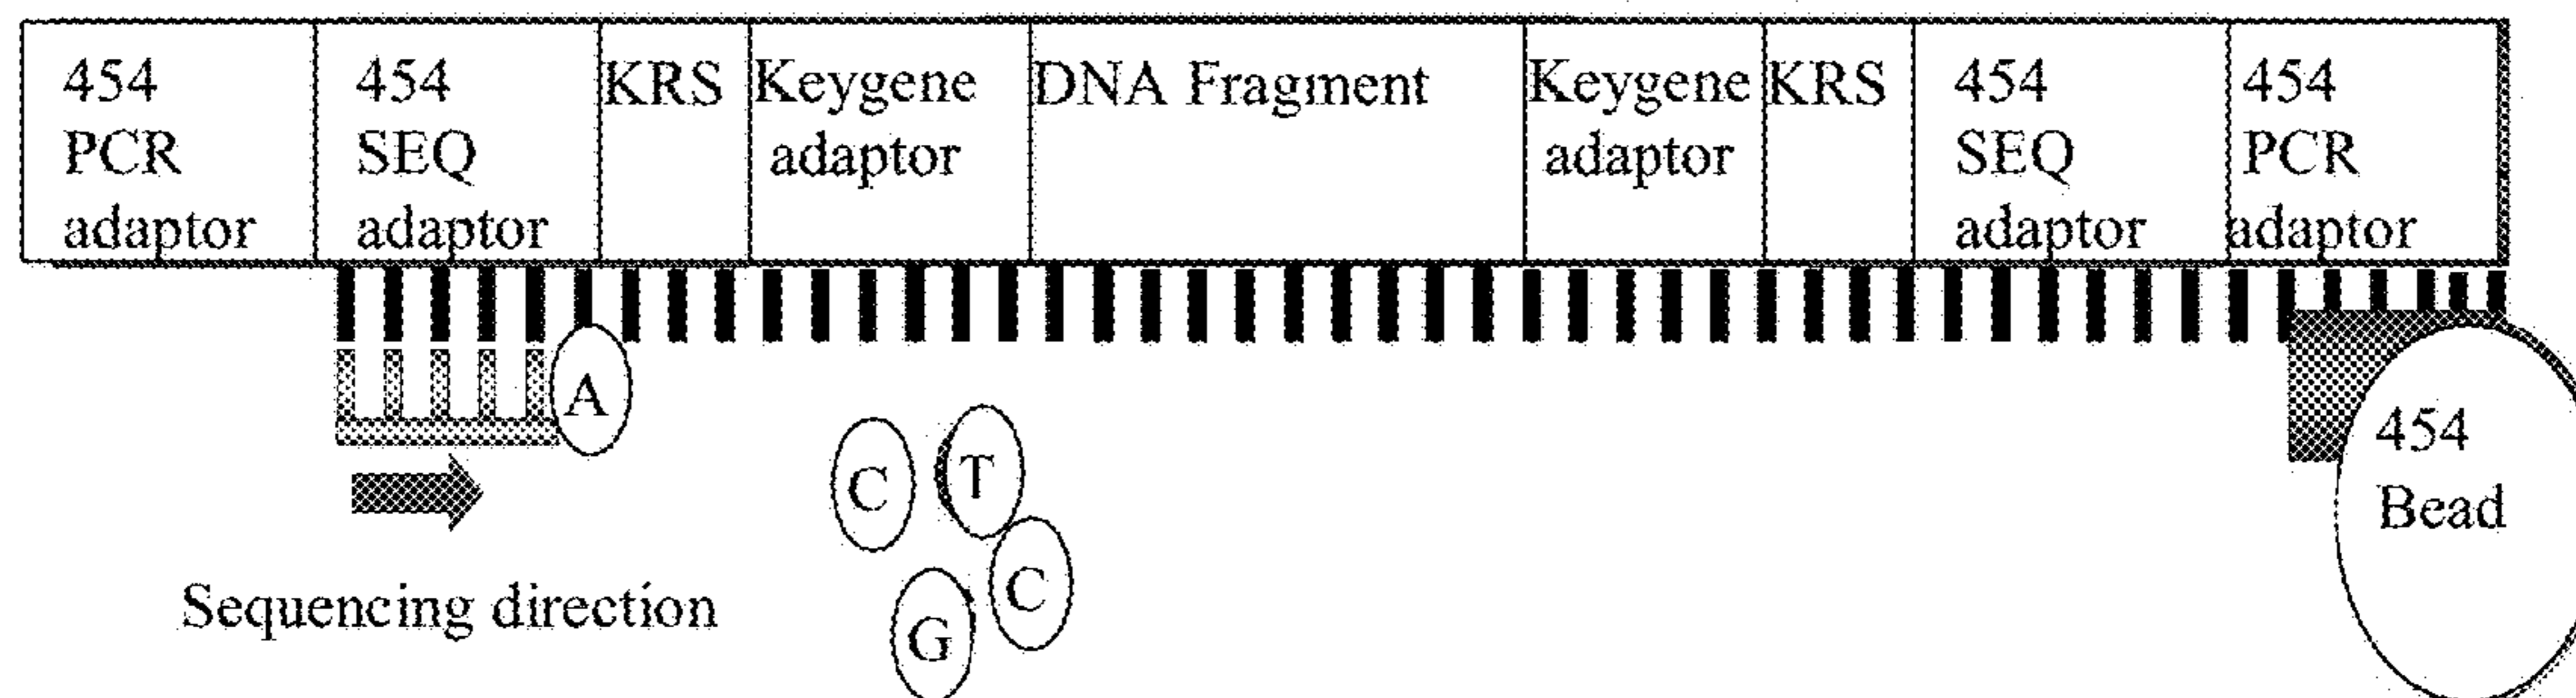 454
PCR
adaptor
454
SEQ
adaptor
KRS
Keygene
adaptor
DNA Fragment
Keygene
adaptor
KRS
454
SEQ
adaptor
454
PCR
adaptor
A
C
T
C
G
454
Bead
Sequencing direction